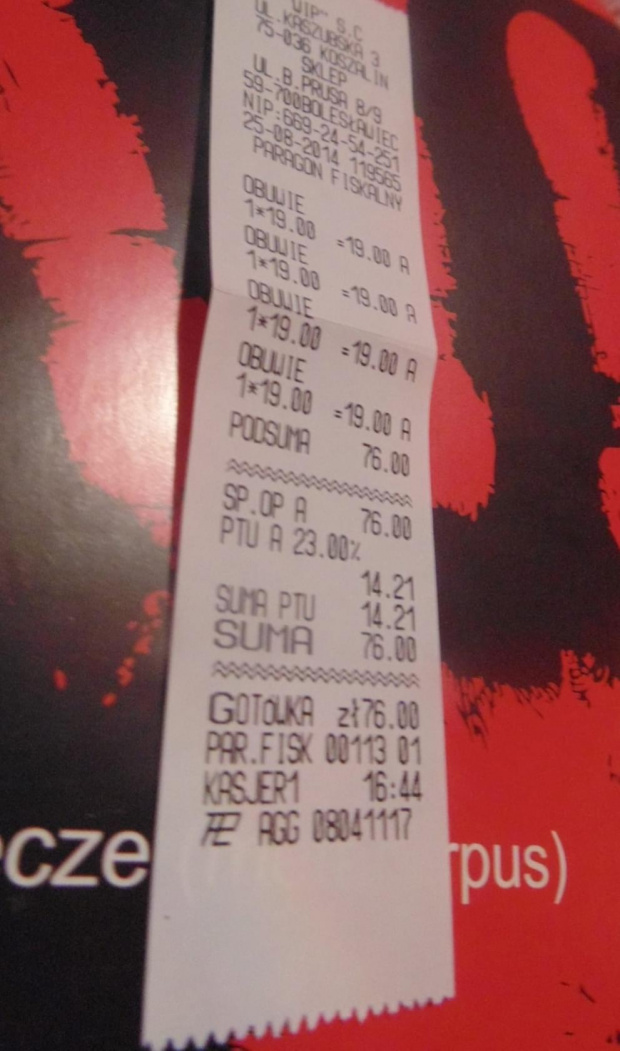 WIP" S.C
UL.KASZUBSKA 3
75-036 KOSZALIN
SKLEP
UL.B.PRUSA 8/9
59-700BOLESŁAWIEC
NIP:669-24-54-251
25-08-2014 119565
PARAGON FISKALNY
OBUWIE
1*19.00 =19.00 A
OBUWIE
1*19.00 =19.00 A
OBUWIE
1*19.00 =19.00 A
OBUWIE
1*19.00 =19.00 A
PODSUMA 76.00
SP.OP A 76.00
PTU A 23.00%
14.21
SUMA PTU 14.21
SUMA 76.00
GOTÓWKA zł76.00
PAR.FISK 00113 01
KASJER1 16:44
AGG 08041117
ecze rpus)